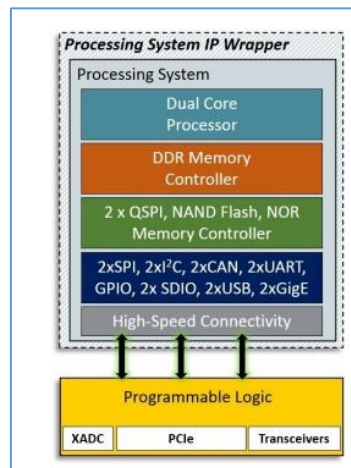 Processing System IP Wrapper
Processing System
Dual Core
Processor
DDR Memory
Controller
2 x QSPI, NAND Flash, NOR
Memory Controller
2xSPI, 2xI²C, 2xCAN, 2xUART,
GPIO, 2x SDIO, 2xUSB, 2xGigE
High-Speed Connectivity
Programmable Logic
XADC PCIe Transceivers